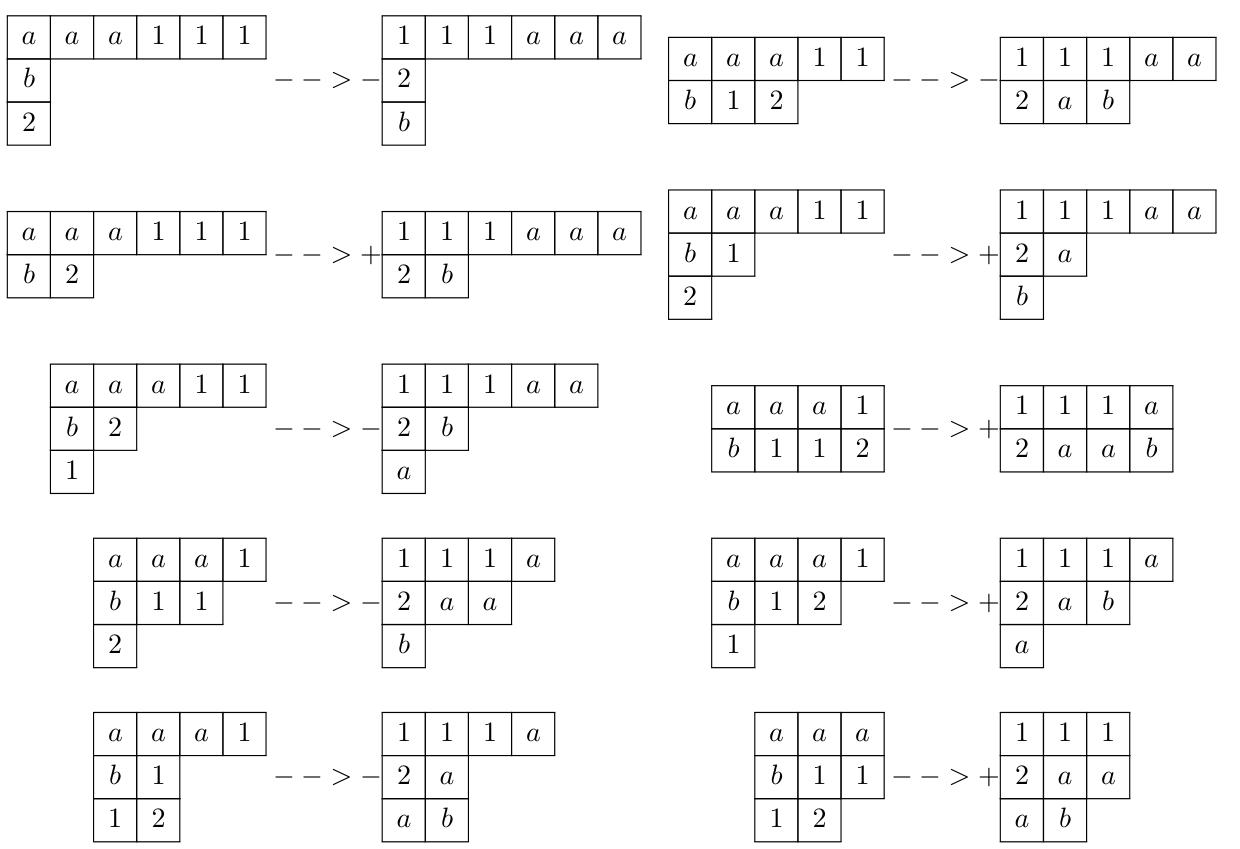 a a a 1 1 1 -- > - 1 1 1 a a a
b 2
2 b
a a a 1 1 -- > - 1 1 1 a a
b 1 2 2 a b
a a a 1 1 1 -- > + 1 1 1 a a a
b 2 2 b
a a a 1 1 -- > + 1 1 1 a a
b 1 2 a
2 b
a a a 1 1 -- > - 1 1 1 a a
b 2 2 b
1 a
a a a 1 -- > + 1 1 1 a
b 1 1 2 2 a a b
a a a 1 -- > - 1 1 1 a
b 1 1 2 a a
2 b
a a a 1 -- > + 1 1 1 a
b 1 2 2 a b
1 a
a a a 1 -- > - 1 1 1 a
b 1 2 a
1 2 a b
a a a -- > + 1 1 1
b 1 1 2 a a
1 2 a b